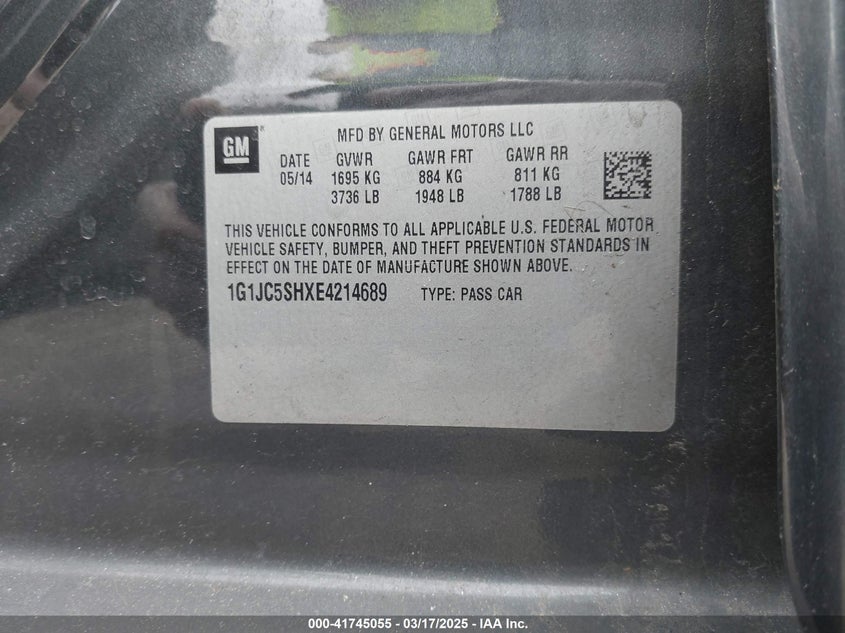 GM ®
MFD BY GENERAL MOTORS LLC
DATE GVWR GAWR FRT GAWR RR
05/14 1695 KG 884 KG 811 KG
3736 LB 1948 LB 1788 LB
THIS VEHICLE CONFORMS TO ALL APPLICABLE U.S. FEDERAL MOTOR
VEHICLE SAFETY, BUMPER, AND THEFT PREVENTION STANDARDS IN
EFFECT ON THE DATE OF MANUFACTURE SHOWN ABOVE.
1G1JC5SHXE4214689 TYPE: PASS CAR
000-41745055 — 03/17/2025 — IAA Inc.